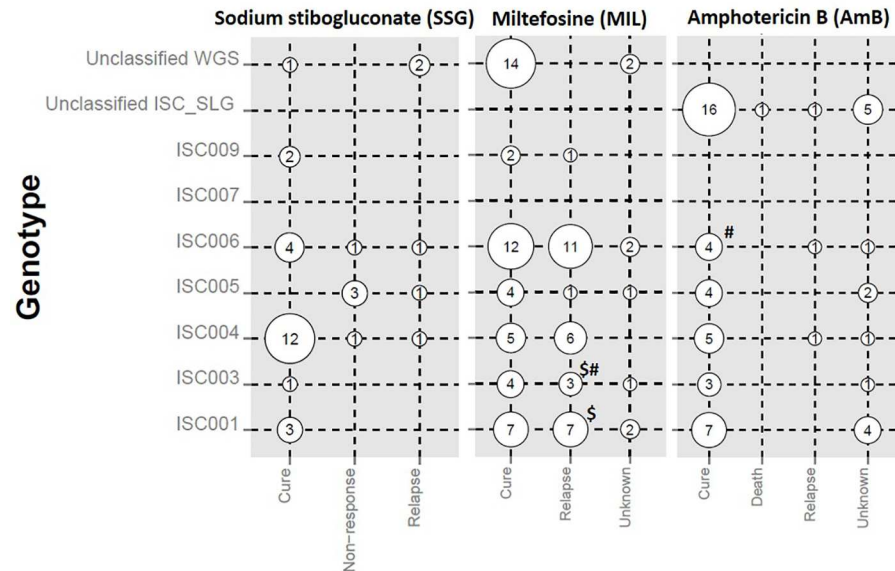 Sodium stibogluconate (SSG) Miltefosine (MIL) Amphotericin B (AmB)
Unclassified WGS 1 2 14 2
Unclassified ISC_SLG 16 1 1 5
ISC009 2 2 1
ISC007
ISC006 4 1 1 12 11 2 4 # 1 1
ISC005 3 1 4 1 1 4 2
ISC004 12 1 1 5 6 5 1 1
ISC003 1 4 3 $# 1 3 1
ISC001 3 7 7 $ 2 7 4
Genotype
Cure Non-response Relapse Cure Relapse Unknown Cure Death Relapse Unknown